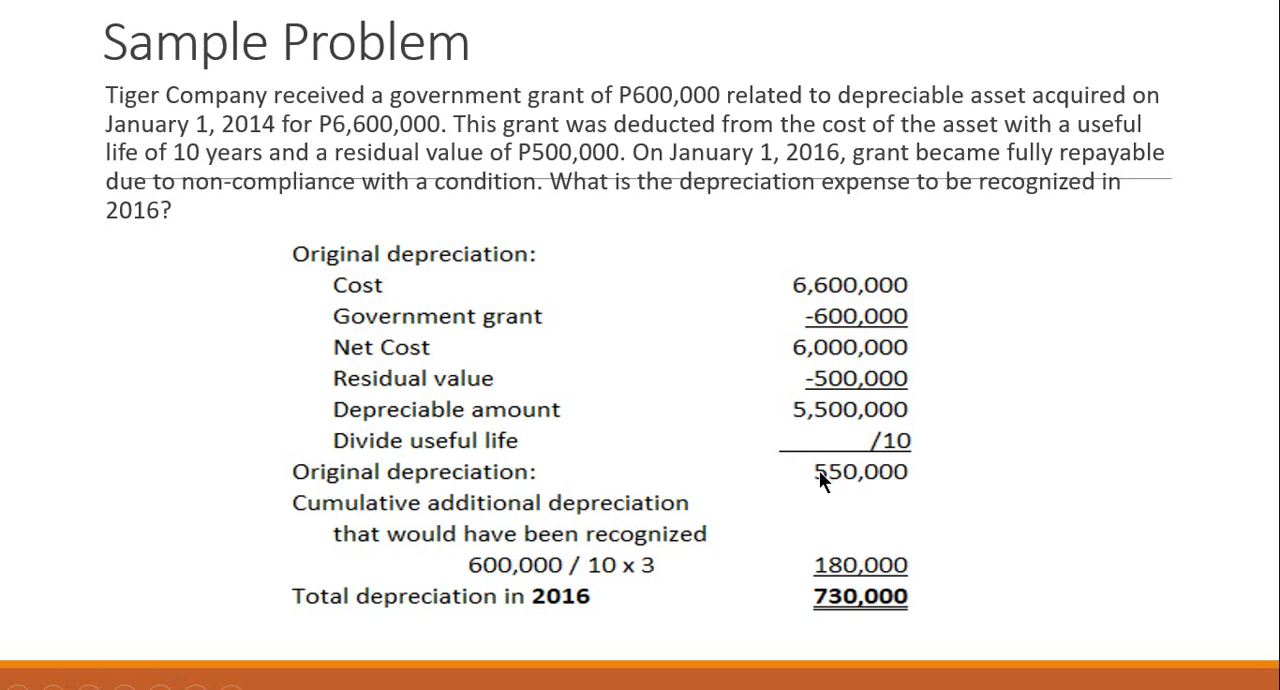 Sample Problem
Tiger Company received a government grant of P600,000 related to depreciable asset acquired on
January 1, 2014 for P6,600,000. This grant was deducted from the cost of the asset with a useful
life of 10 years and a residual value of P500,000. On January 1, 2016, grant became fully repayable
due to non-compliance with a condition. What is the depreciation expense to be recognized in
2016?
Original depreciation:
Cost 6,600,000
Government grant -600,000
Net Cost 6,000,000
Residual value -500,000
Depreciable amount 5,500,000
Divide useful life /10
Original depreciation: 550,000
Cumulative additional depreciation
that would have been recognized
600,000 / 10 x 3 180,000
Total depreciation in 2016 730,000